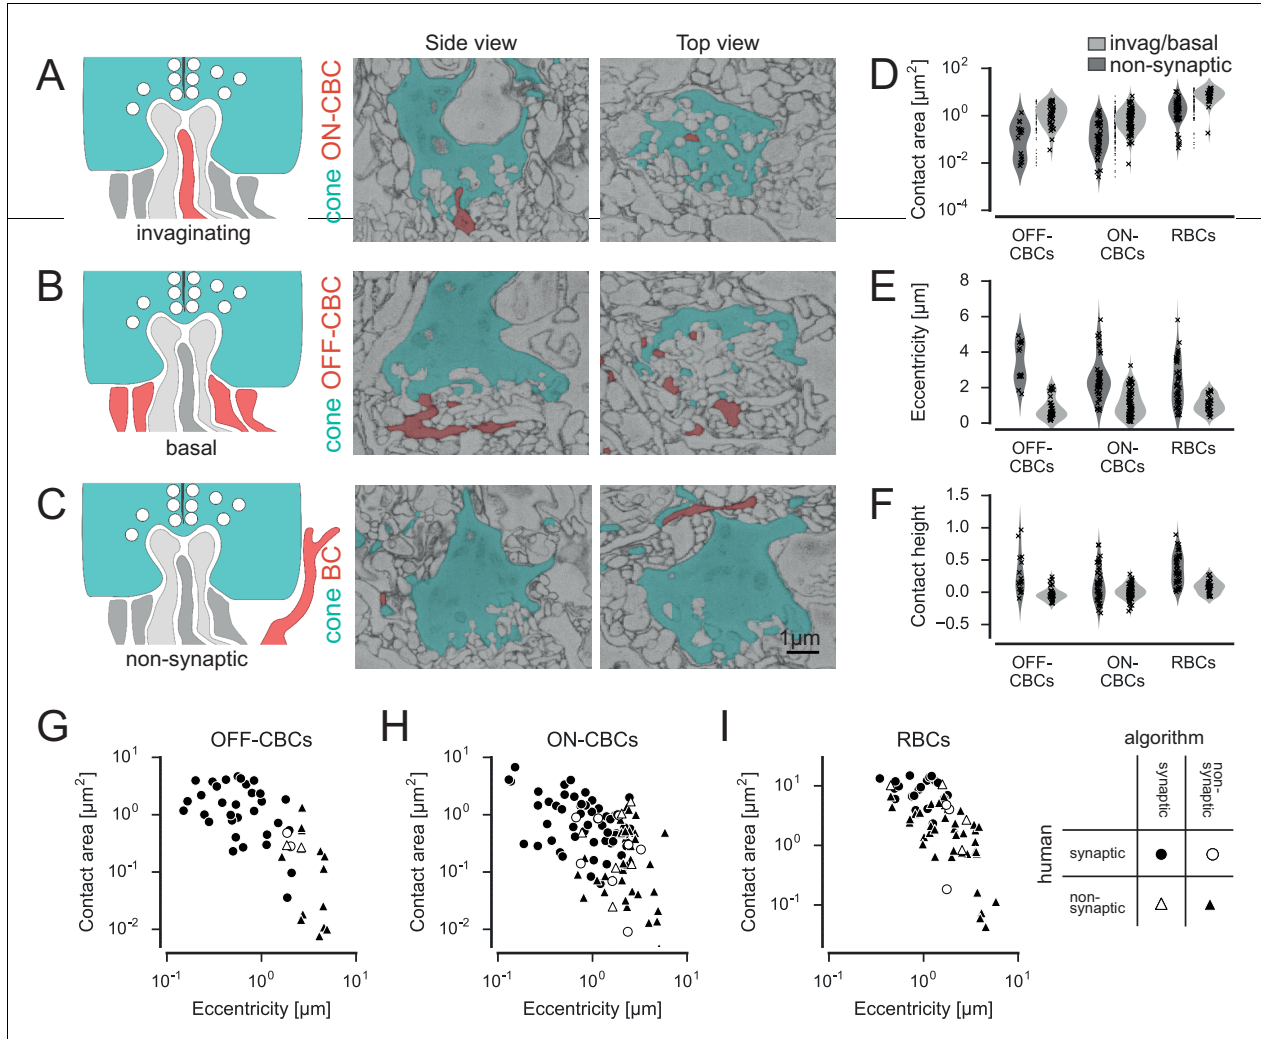 A
Side view
Top view
cone ON-CBC
invaginating
B
cone OFF-CBC
basal
C
cone BC
non-synaptic
1µm
invag/basal
non-synaptic
D
Contact area [µm²]
10²
10⁰
10⁻²
10⁻⁴
OFF-
CBCs
ON-
CBCs
RBCs
E
Eccentricity [µm]
8
6
4
2
0
OFF-
CBCs
ON-
CBCs
RBCs
F
Contact height
1.5
1.0
0.5
0.0
−0.5
OFF-
CBCs
ON-
CBCs
RBCs
G
OFF-CBCs
Contact area [µm²]
10¹
10⁰
10⁻¹
10⁻²
10⁻¹
10⁰
10¹
Eccentricity [µm]
H
ON-CBCs
Contact area [µm²]
10¹
10⁰
10⁻¹
10⁻²
10⁻¹
10⁰
10¹
Eccentricity [µm]
I
RBCs
Contact area [µm²]
10¹
10⁰
10⁻¹
10⁻¹
10⁰
10¹
Eccentricity [µm]
algorithm
synaptic
non-
synaptic
human
synaptic
non-
synaptic